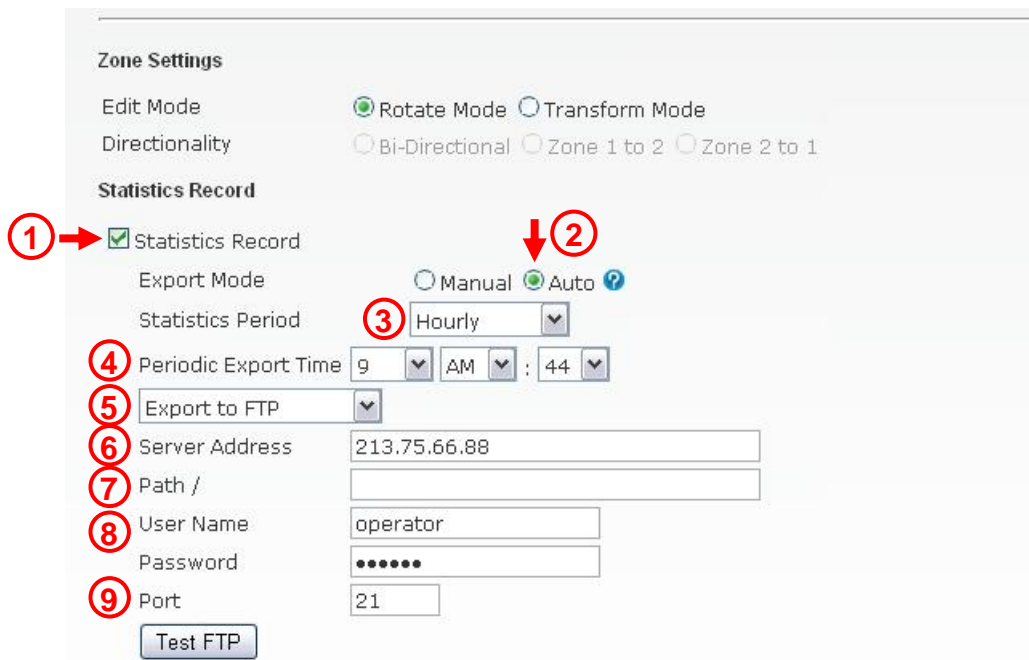 Zone Settings
Edit Mode Rotate Mode Transform Mode
Directionality Bi-Directional Zone 1 to 2 Zone 2 to 1
Statistics Record
1 Statistics Record 2
Export Mode Manual Auto ?
Statistics Period 3 Hourly
4 Periodic Export Time 9 AM : 44
5 Export to FTP
6 Server Address 213.75.66.88
7 Path /
8 User Name operator
Password ••••••
9 Port 21
Test FTP